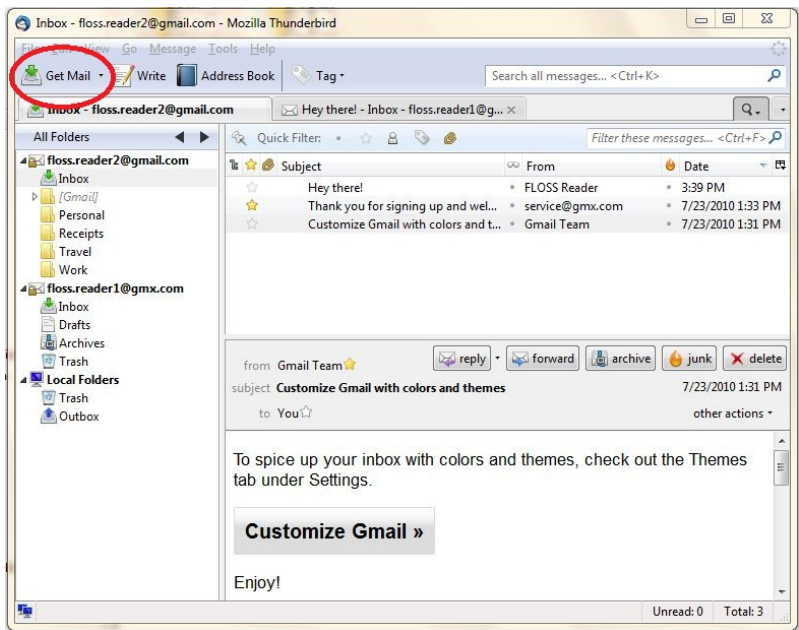 Inbox - floss.reader2@gmail.com - Mozilla Thunderbird
File Edit View Go Message Tools Help
Get Mail Write Address Book Tag Search all messages... <Ctrl+K>
Inbox - floss.reader2@gmail.com Hey there! - Inbox - floss.reader1@g...
All Folders
Quick Filter: Filter these messages... <Ctrl+F>
floss.reader2@gmail.com
Inbox
[Gmail]
Personal
Receipts
Travel
Work
floss.reader1@gmx.com
Inbox
Drafts
Archives
Trash
Local Folders
Trash
Outbox
Subject From Date
Hey there! FLOSS Reader 3:39 PM
Thank you for signing up and wel... service@gmx.com 7/23/2010 1:33 PM
Customize Gmail with colors and t... Gmail Team 7/23/2010 1:31 PM
from Gmail Team reply forward archive junk delete
subject Customize Gmail with colors and themes 7/23/2010 1:31 PM
to You other actions
To spice up your inbox with colors and themes, check out the Themes
tab under Settings.
Customize Gmail »
Enjoy!
Unread: 0 Total: 3